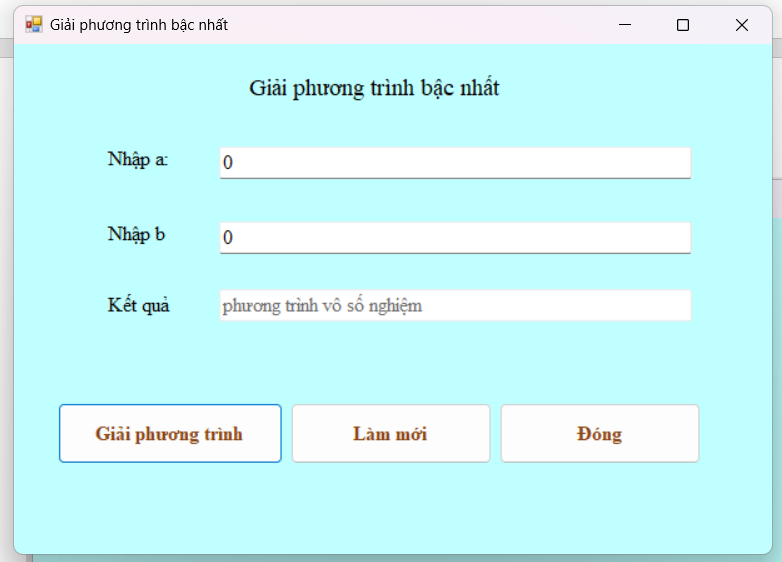 Giải phương trình bậc nhất
Giải phương trình bậc nhất
Nhập a: 0
Nhập b 0
Kết quả phương trình vô số nghiệm
Giải phương trình Làm mới Đóng